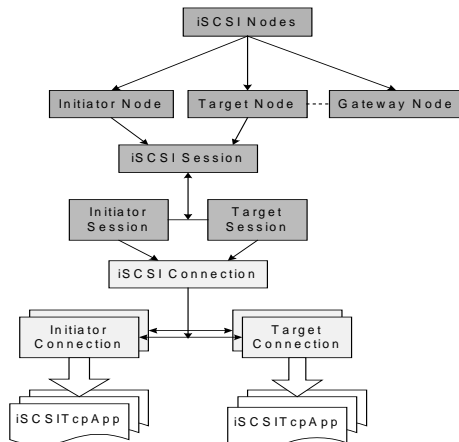 iSCSI Nodes
Initiator Node
Target Node
Gateway Node
iSCSI Session
Initiator
Session
Target
Session
iSCSI Connection
Initiator
Connection
Target
Connection
iSCSITcpApp
iSCSITcpApp